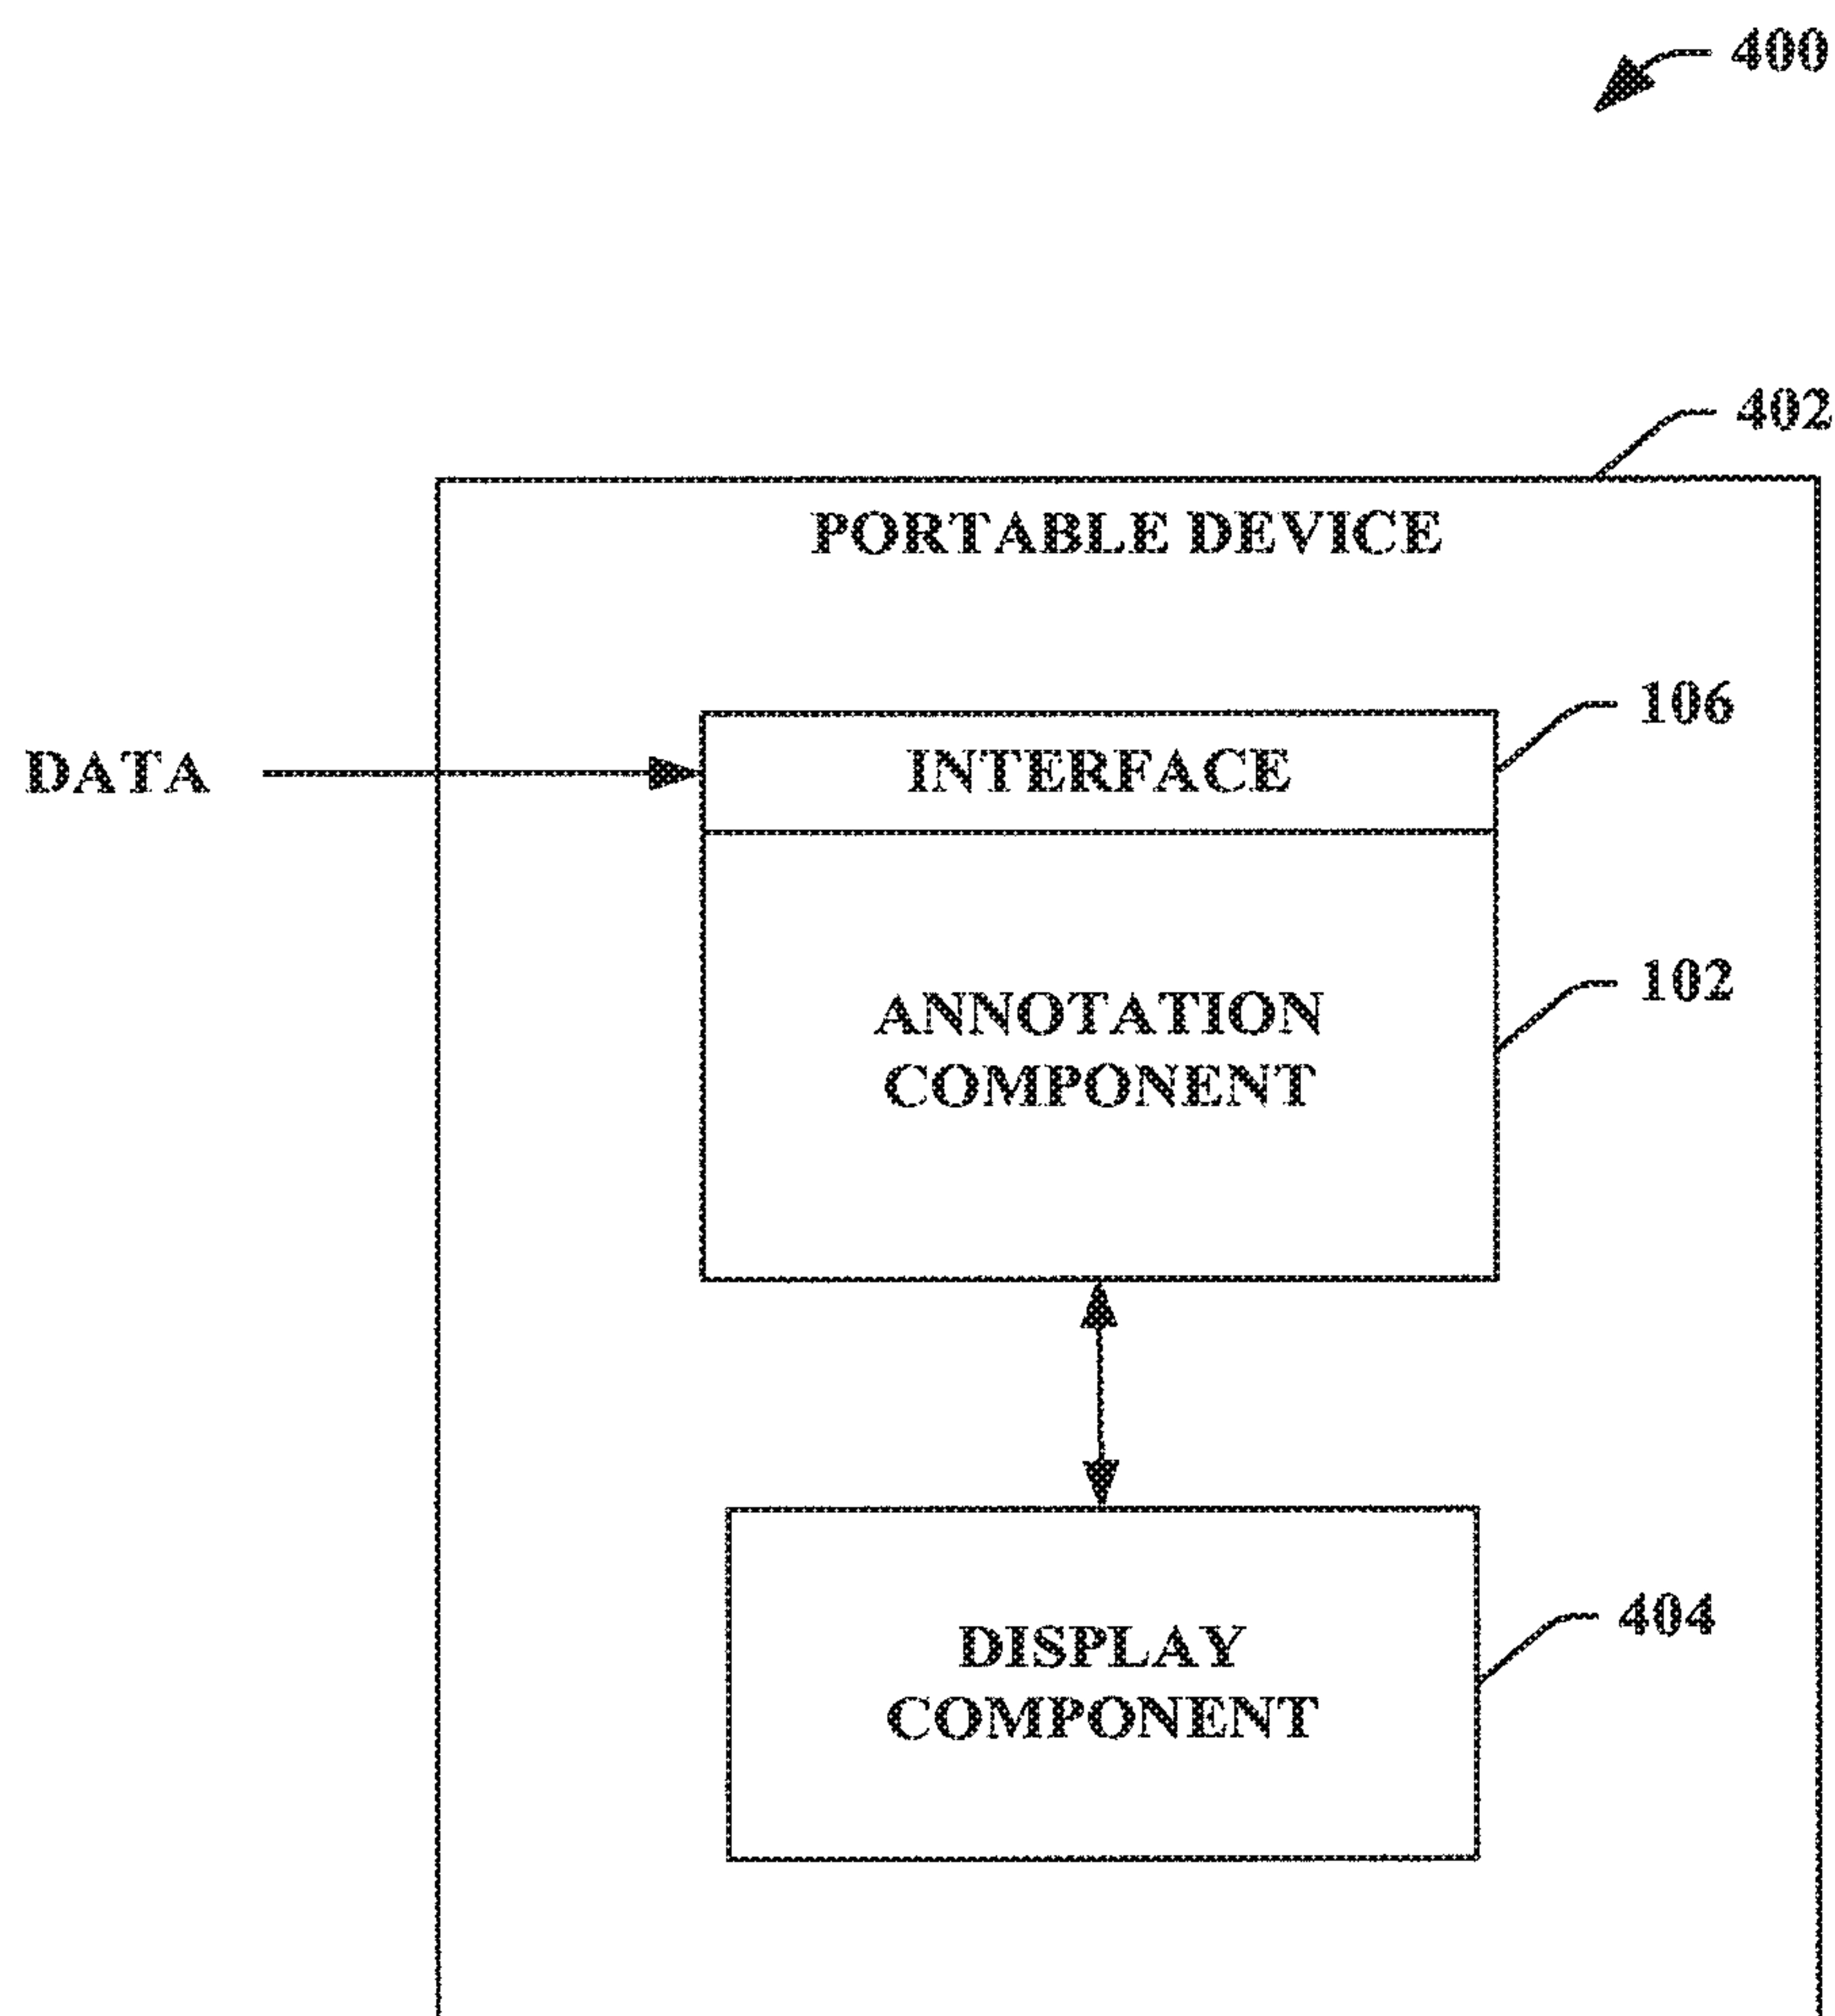 400
402
PORTABLE DEVICE
106
DATA
INTERFACE
102
ANNOTATION
COMPONENT
404
DISPLAY
COMPONENT